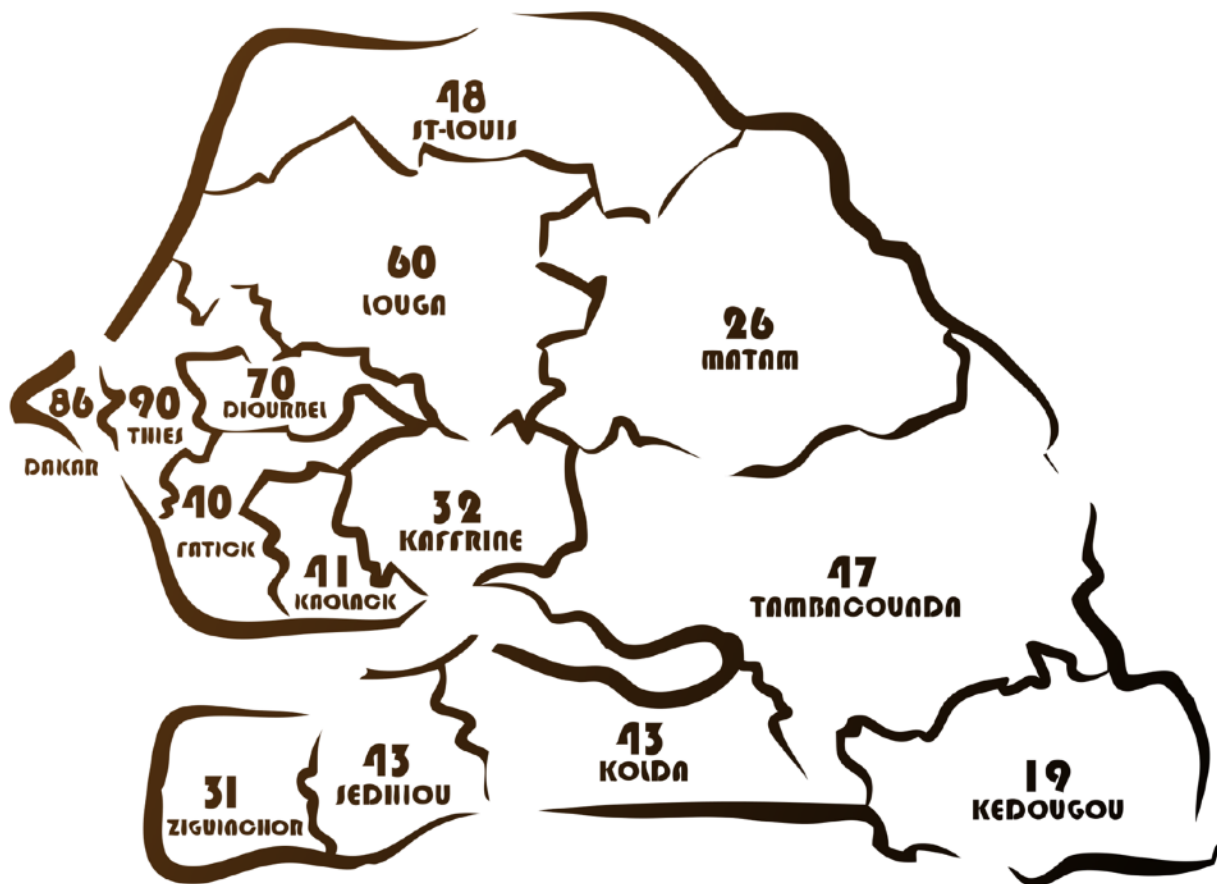 48
ST-LOUIS
60
LOUGA
26
MATAM
86
DAKAR
90
THIES
70
DIOURBEL
40
FATICK
41
KAOLACK
32
KAFFRINE
47
TAMBACOUNDA
31
ZIGUINCHOR
43
SEDHIOU
43
KOLDA
19
KEDOUGOU